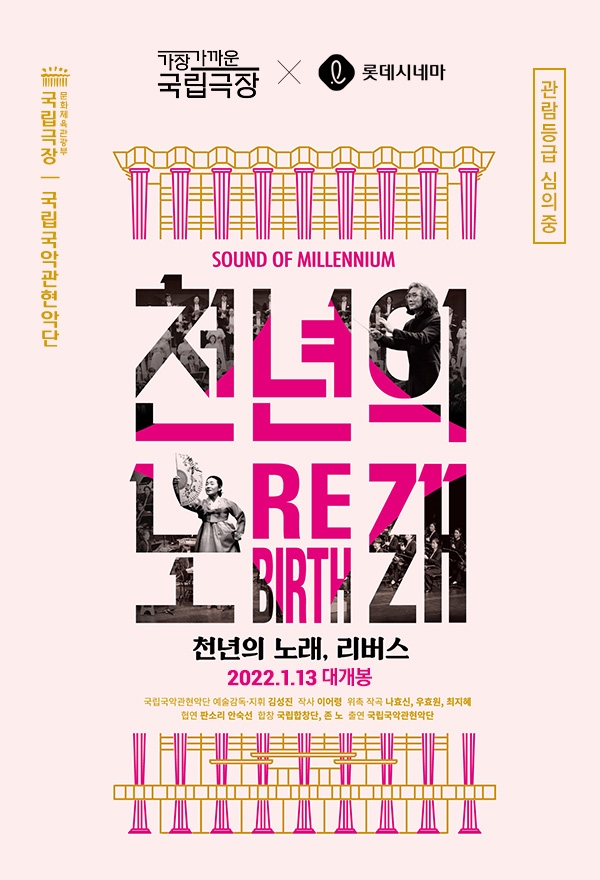 가장 가까운
국립극장
롯데시네마
문화체육관광부
국립극장 | 국립국악관현악단
관람등급 심의중
SOUND OF MILLENNIUM
천년의
노 RE 래
BIRTH
천년의 노래, 리버스
2022.1.13 대개봉
국립국악관현악단 예술감독·지휘 김성진 작사 이어령 위촉 작곡 나효신, 우효원, 최지혜
협연 판소리 안숙선 합창 국립합창단, 존 노 출연 국립국악관현악단